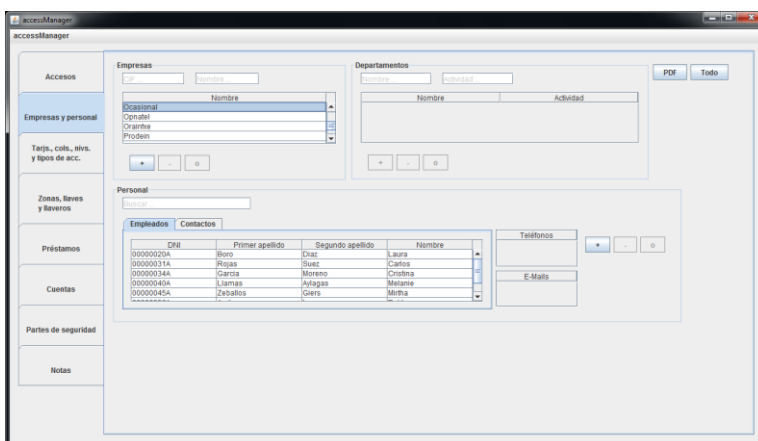 accessManager
accessManager
Accesos
Empresas y personal
Tarjs., cols., nivs.
y tipos de acc.
Zonas, llaves
y llaveros
Préstamos
Cuentas
Partes de seguridad
Notas
Empresas
CIF...
Nombre...
Nombre
Ocasional
Opnatel
Orainfxe
Prodein
+ - o
Departamentos
Nombre...
Actividad...
Nombre Actividad
+ - o
PDF Todo
Personal
Buscar...
Empleados Contactos
DNI Primer apellido Segundo apellido Nombre
00000020A Boro Díaz Laura
00000031A Rojas Suez Carlos
00000034A Garcia Moreno Cristina
00000040A Llamas Aylagas Melanie
00000045A Zeballos Giers Mirtha
Teléfonos
E-Mails
+ - o